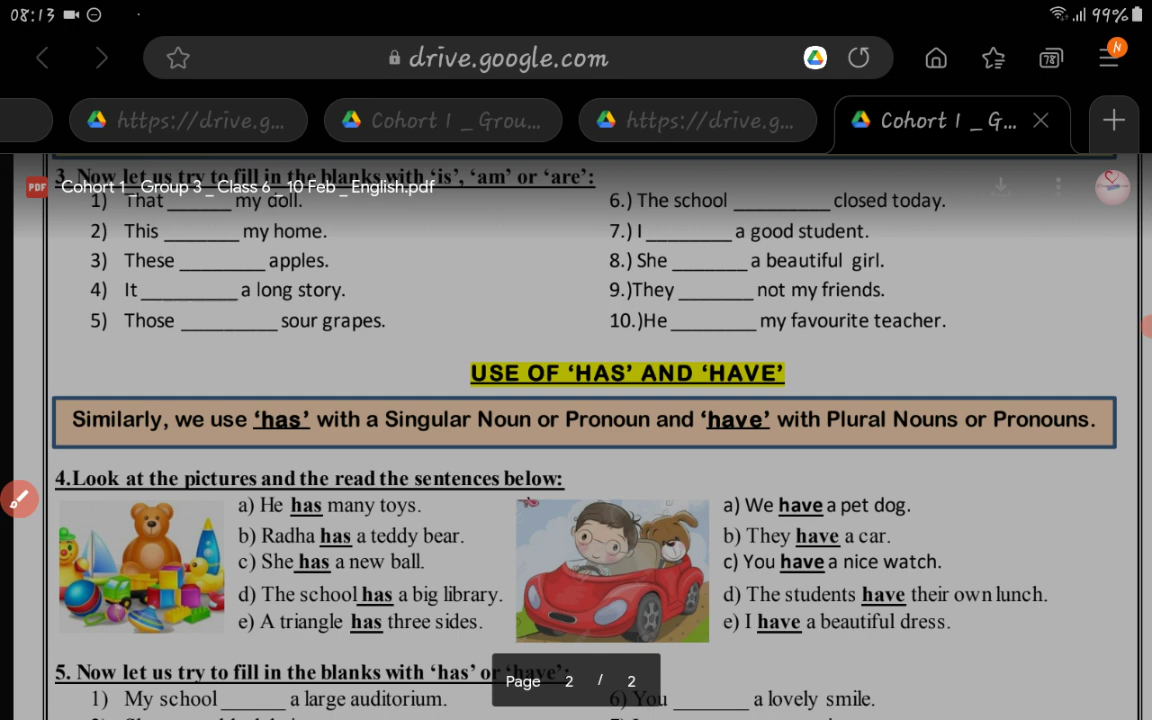 08:13
99%
drive.google.com
78
N
https://drive.g...
Cohort 1 _ Grou...
https://drive.g...
Cohort 1 _ G...
3. Now let us try to fill in the blanks with ‘is’, ‘am’ or ‘are’:
PDF Cohort 1 _ Group 3 _ Class 6 _ 10 Feb _ English.pdf
1) That ______ my doll.
2) This _______ my home.
3) These ________ apples.
4) It _________ a long story.
5) Those _________ sour grapes.
6.) The school _________ closed today.
7.) I ________ a good student.
8.) She _______ a beautiful girl.
9.)They _______ not my friends.
10.)He ________ my favourite teacher.
USE OF ‘HAS’ AND ‘HAVE’
Similarly, we use ‘has’ with a Singular Noun or Pronoun and ‘have’ with Plural Nouns or Pronouns.
4.Look at the pictures and the read the sentences below:
a) He has many toys.
b) Radha has a teddy bear.
c) She has a new ball.
d) The school has a big library.
e) A triangle has three sides.
a) We have a pet dog.
b) They have a car.
c) You have a nice watch.
d) The students have their own lunch.
e) I have a beautiful dress.
5. Now let us try to fill in the blanks with ‘has’ or ‘have’:
Page 2 / 2
1) My school ______ a large auditorium.
6) You _______ a lovely smile.